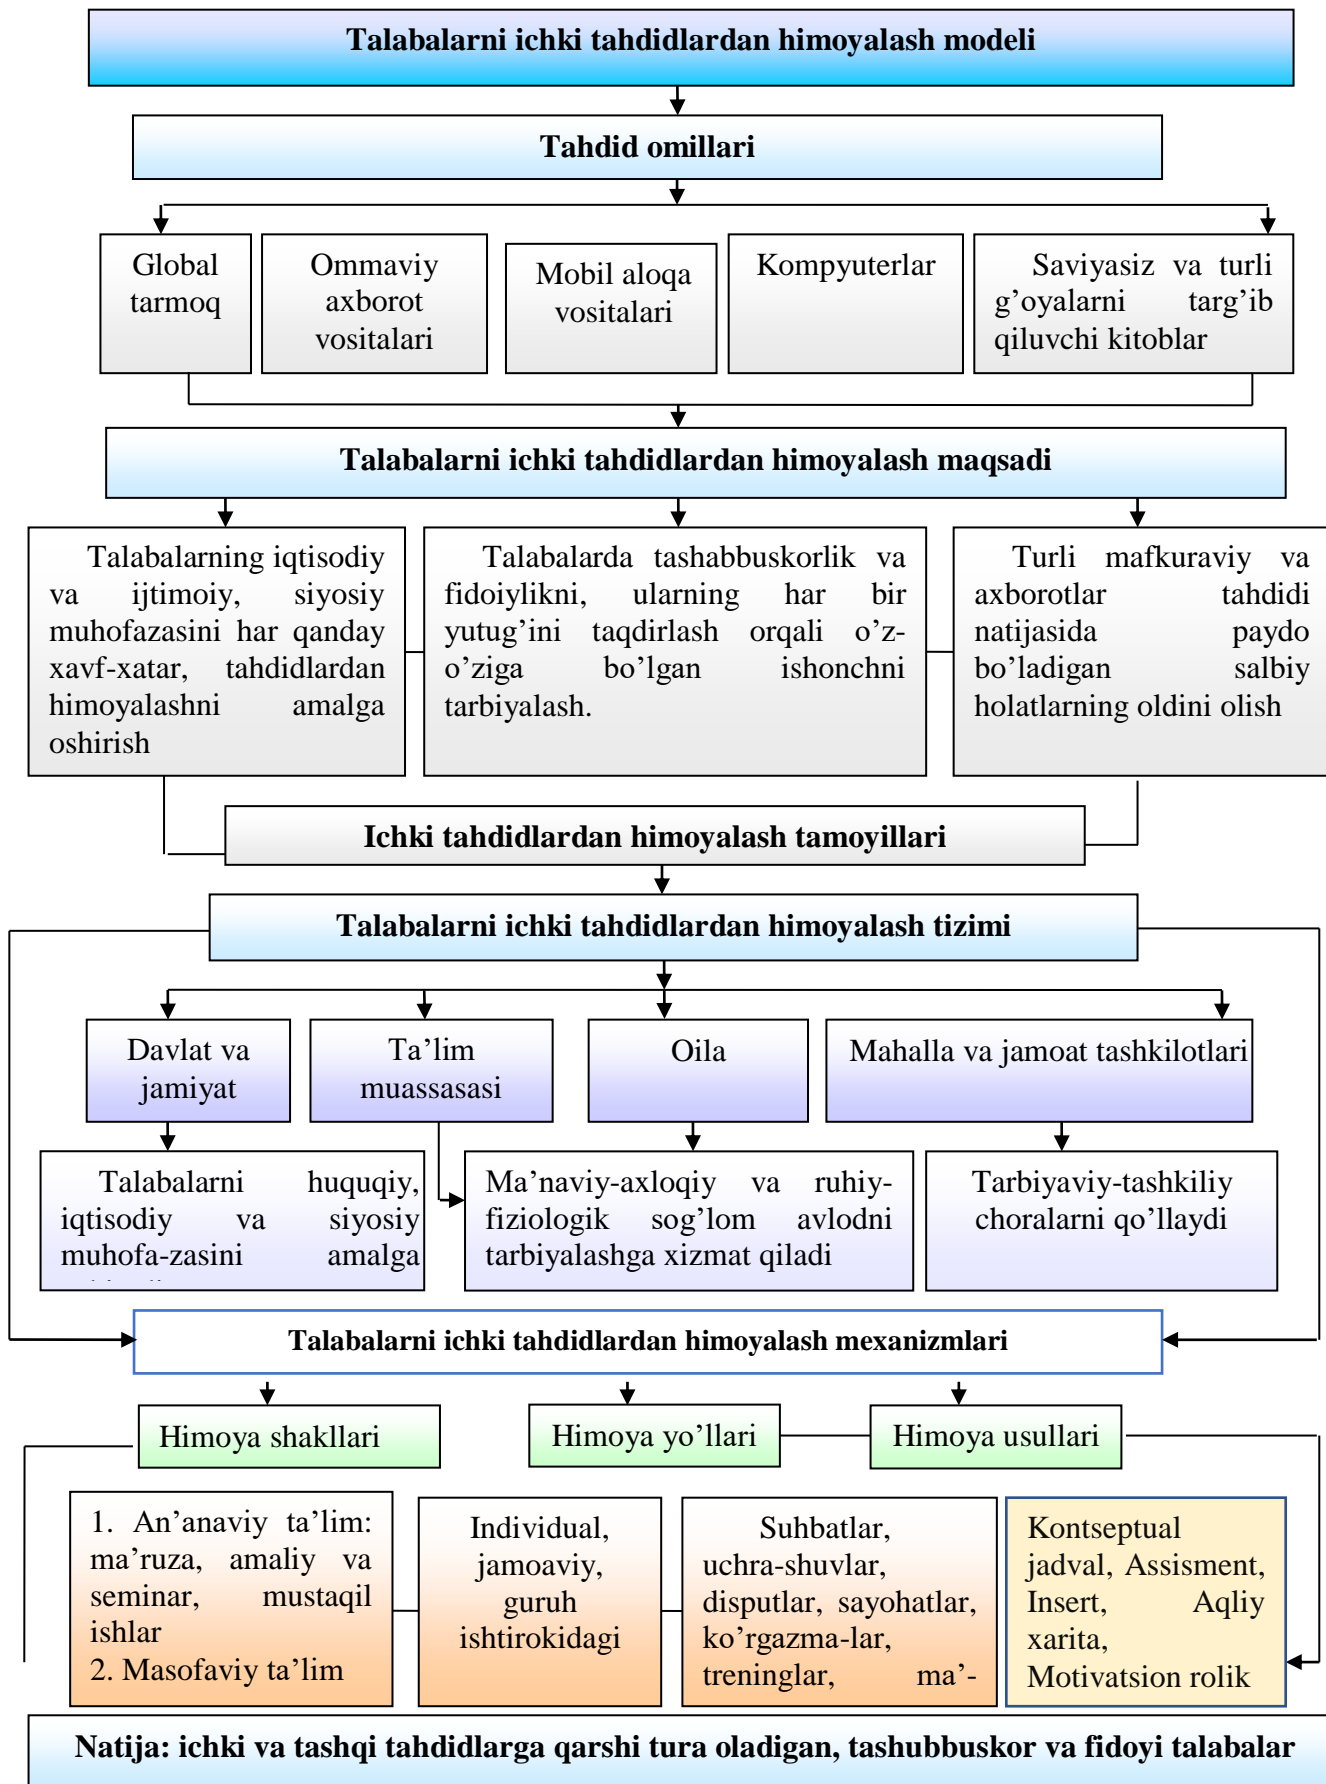 Talabalarni ichki tahdidlardan himoyalash modeli
Tahdid omillari
Global
tarmoq
Ommaviy
axborot
vositalari
Mobil aloqa
vositalari
Kompyuterlar
Saviyasiz va turli
g’oyalarni targ’ib
qiluvchi kitoblar
Talabalarni ichki tahdidlardan himoyalash maqsadi
Talabalarning iqtisodiy
va ijtimoiy, siyosiy
muhofazasini har qanday
xavf-xatar, tahdidlardan
himoyalashni amalga
oshirish
Talabalarda tashabbuskorlik va
fidoiylikni, ularning har bir
yutug’ini taqdirlash orqali o’z-
o’ziga bo’lgan ishonchni
tarbiyalash.
Turli mafkuraviy va
axborotlar tahdidi
natijasida paydo
bo’ladigan salbiy
holatlarning oldini olish
Ichki tahdidlardan himoyalash tamoyillari
Talabalarni ichki tahdidlardan himoyalash tizimi
Davlat va
jamiyat
Ta’lim
muassasasi
Oila
Mahalla va jamoat tashkilotlari
Talabalarni huquqiy,
iqtisodiy va siyosiy
muhofa-zasini amalga
Ma’naviy-axloqiy va ruhiy-
fiziologik sog’lom avlodni
tarbiyalashga xizmat qiladi
Tarbiyaviy-tashkiliy
choralarni qo’llaydi
Talabalarni ichki tahdidlardan himoyalash mexanizmlari
Himoya shakllari
Himoya yo’llari
Himoya usullari
1. An’anaviy ta’lim:
ma’ruza, amaliy va
seminar, mustaqil
ishlar
2. Masofaviy ta’lim
Individual,
jamoaviy,
guruh
ishtirokidagi
Suhbatlar,
uchra-shuvlar,
disputlar, sayohatlar,
ko’rgazma-lar,
treninglar, ma’-
Kontseptual
jadval, Assisment,
Insert, Aqliy
xarita,
Motivatsion rolik
Natija: ichki va tashqi tahdidlarga qarshi tura oladigan, tashubbuskor va fidoyi talabalar